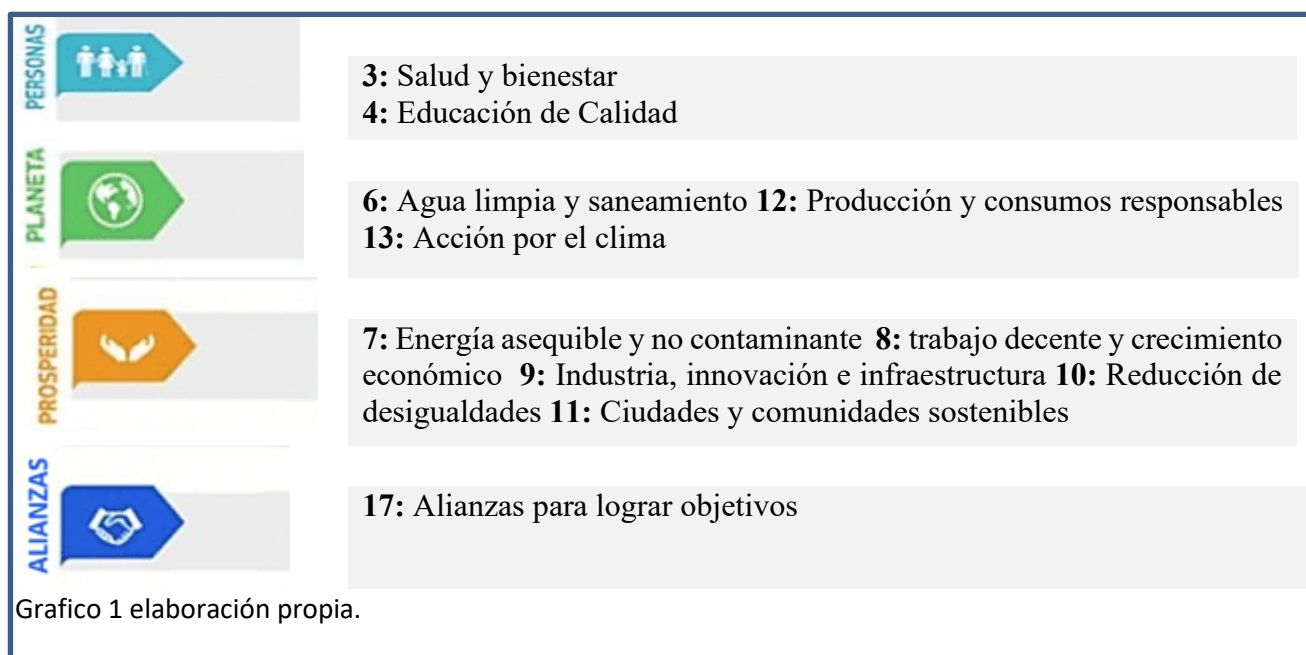 PERSONAS
3: Salud y bienestar
4: Educación de Calidad
PLANETA
6: Agua limpia y saneamiento 12: Producción y consumos responsables
13: Acción por el clima
PROSPERIDAD
7: Energía asequible y no contaminante 8: trabajo decente y crecimiento
económico 9: Industria, innovación e infraestructura 10: Reducción de
desigualdades 11: Ciudades y comunidades sostenibles
ALIANZAS
17: Alianzas para lograr objetivos
Grafico 1 elaboración propia.